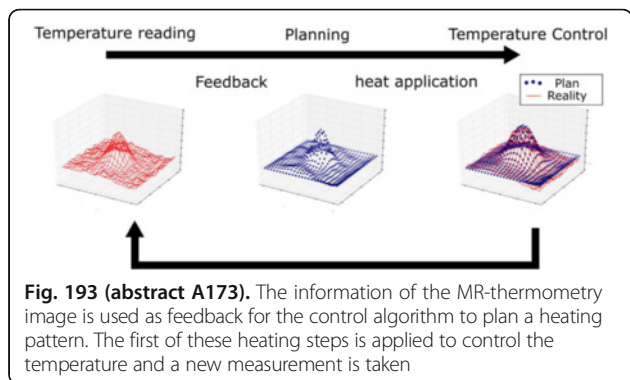 Temperature reading Planning Temperature Control
Feedback heat application
Plan
Reality
Fig. 193 (abstract A173). The information of the MR-thermometry
image is used as feedback for the control algorithm to plan a heating
pattern. The first of these heating steps is applied to control the
temperature and a new measurement is taken